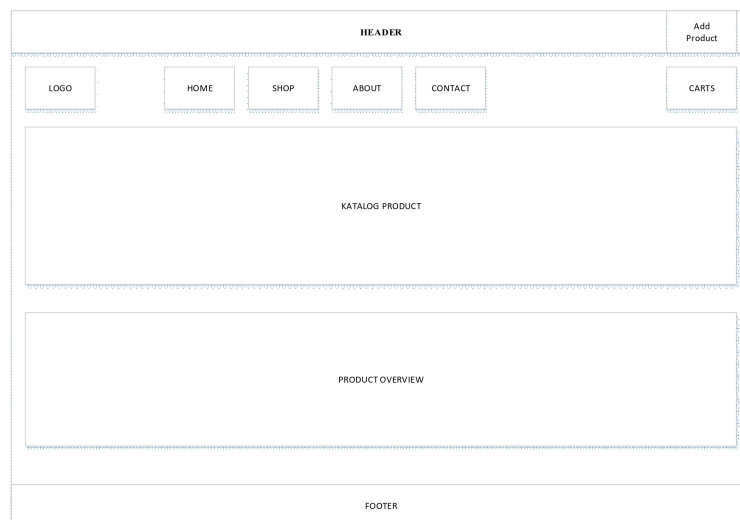 HEADER
Add
Product
LOGO
HOME
SHOP
ABOUT
CONTACT
CARTS
KATALOG PRODUCT
PRODUCT OVERVIEW
FOOTER